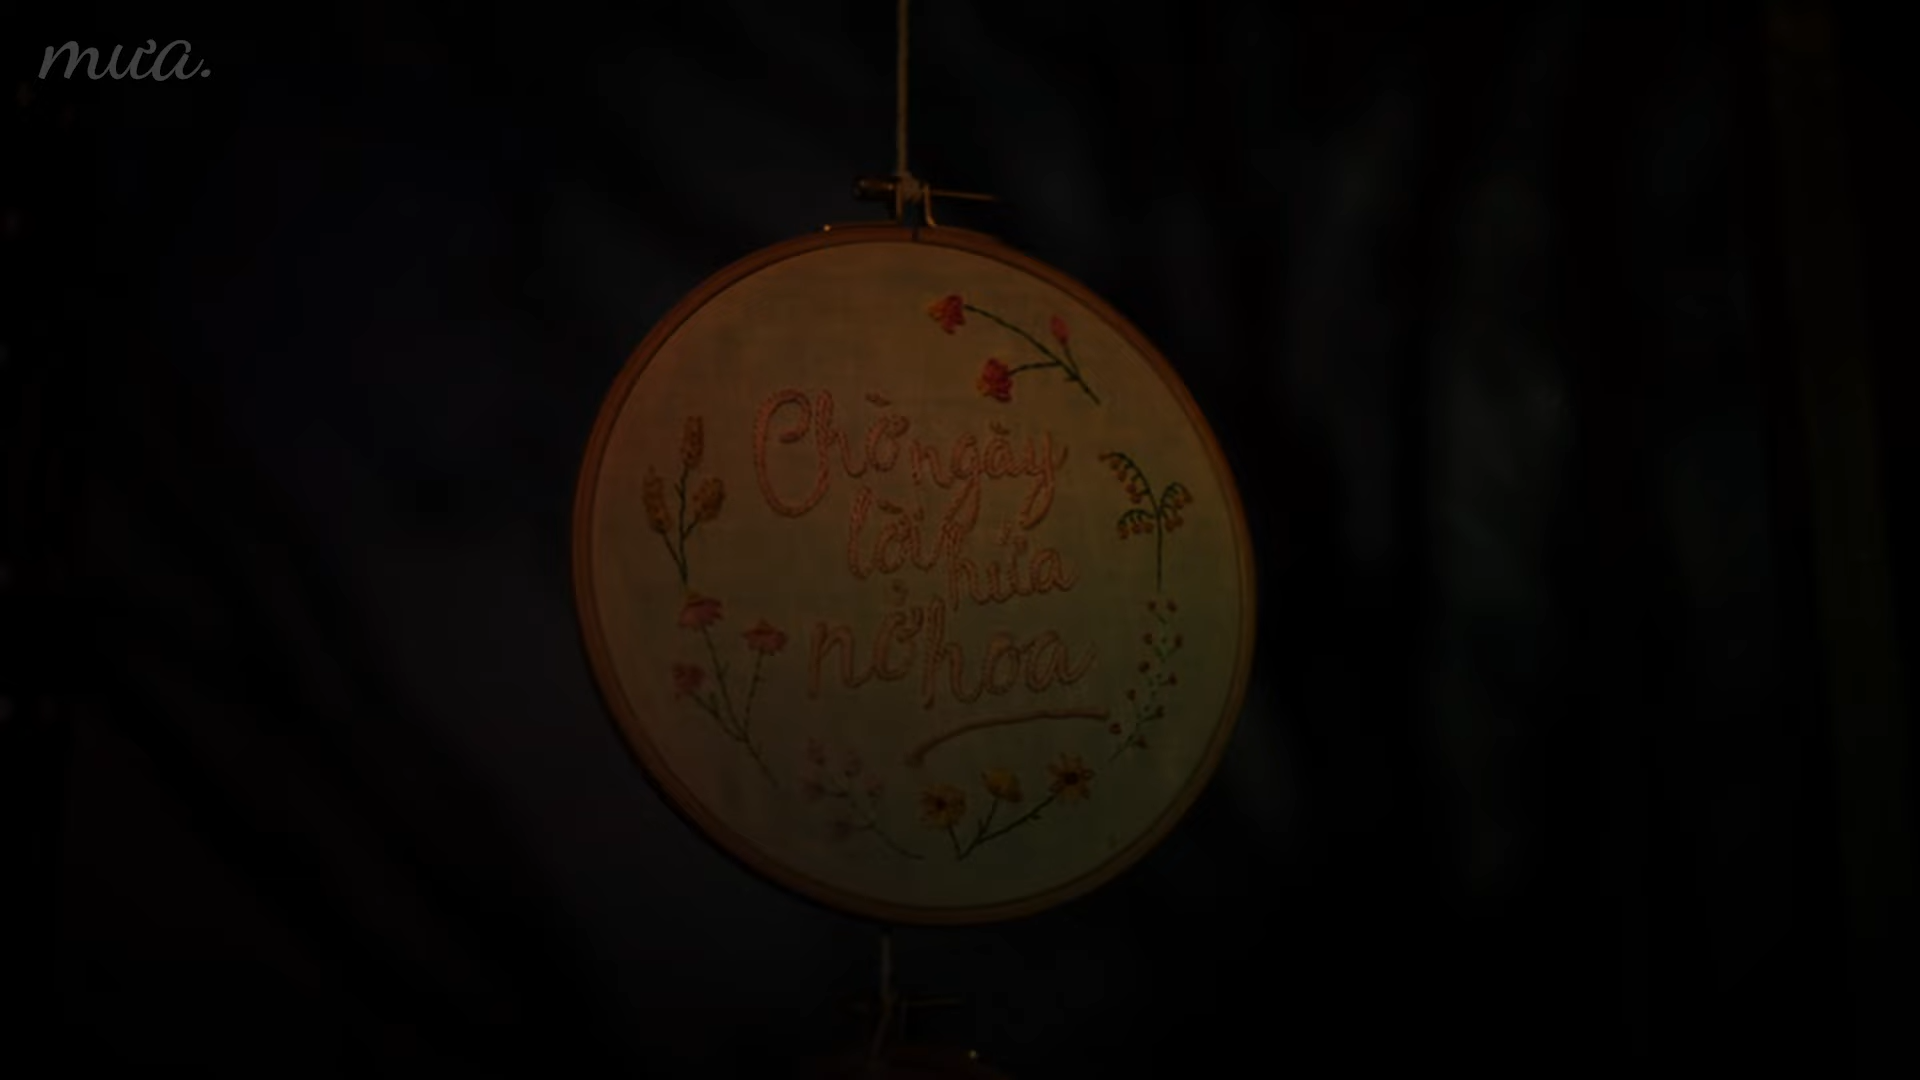 mưa.
Chờ ngày
lời hứa
nở hoa